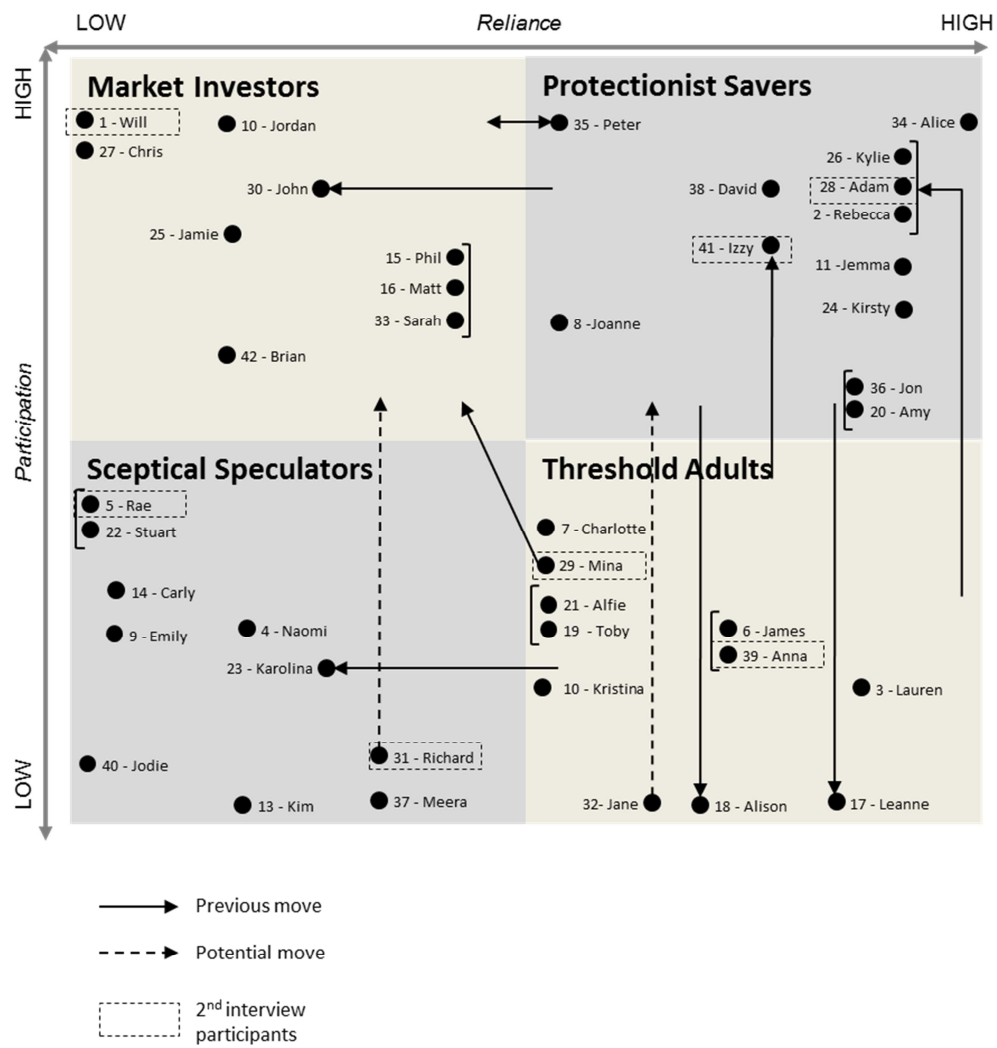 LOW Reliance HIGH
HIGH
Participation
LOW
Market Investors
1 - Will
10 - Jordan
27 - Chris
30 - John
25 - Jamie
15 - Phil
16 - Matt
33 - Sarah
42 - Brian
Protectionist Savers
35 - Peter
34 - Alice
26 - Kylie
38 - David
28 - Adam
2 - Rebecca
41 - Izzy
11 -Jemma
24 - Kirsty
8 -Joanne
36 - Jon
20 - Amy
Sceptical Speculators
5 - Rae
22 - Stuart
14 - Carly
9 - Emily
4 - Naomi
23 - Karolina
31 - Richard
40 - Jodie
13 - Kim
37 - Meera
Threshold Adults
7 - Charlotte
29 - Mina
21 - Alfie
19 - Toby
6 - James
39 - Anna
10 - Kristina
3 - Lauren
32- Jane
18 - Alison
17 - Leanne
Previous move
Potential move
2nd interview
participants